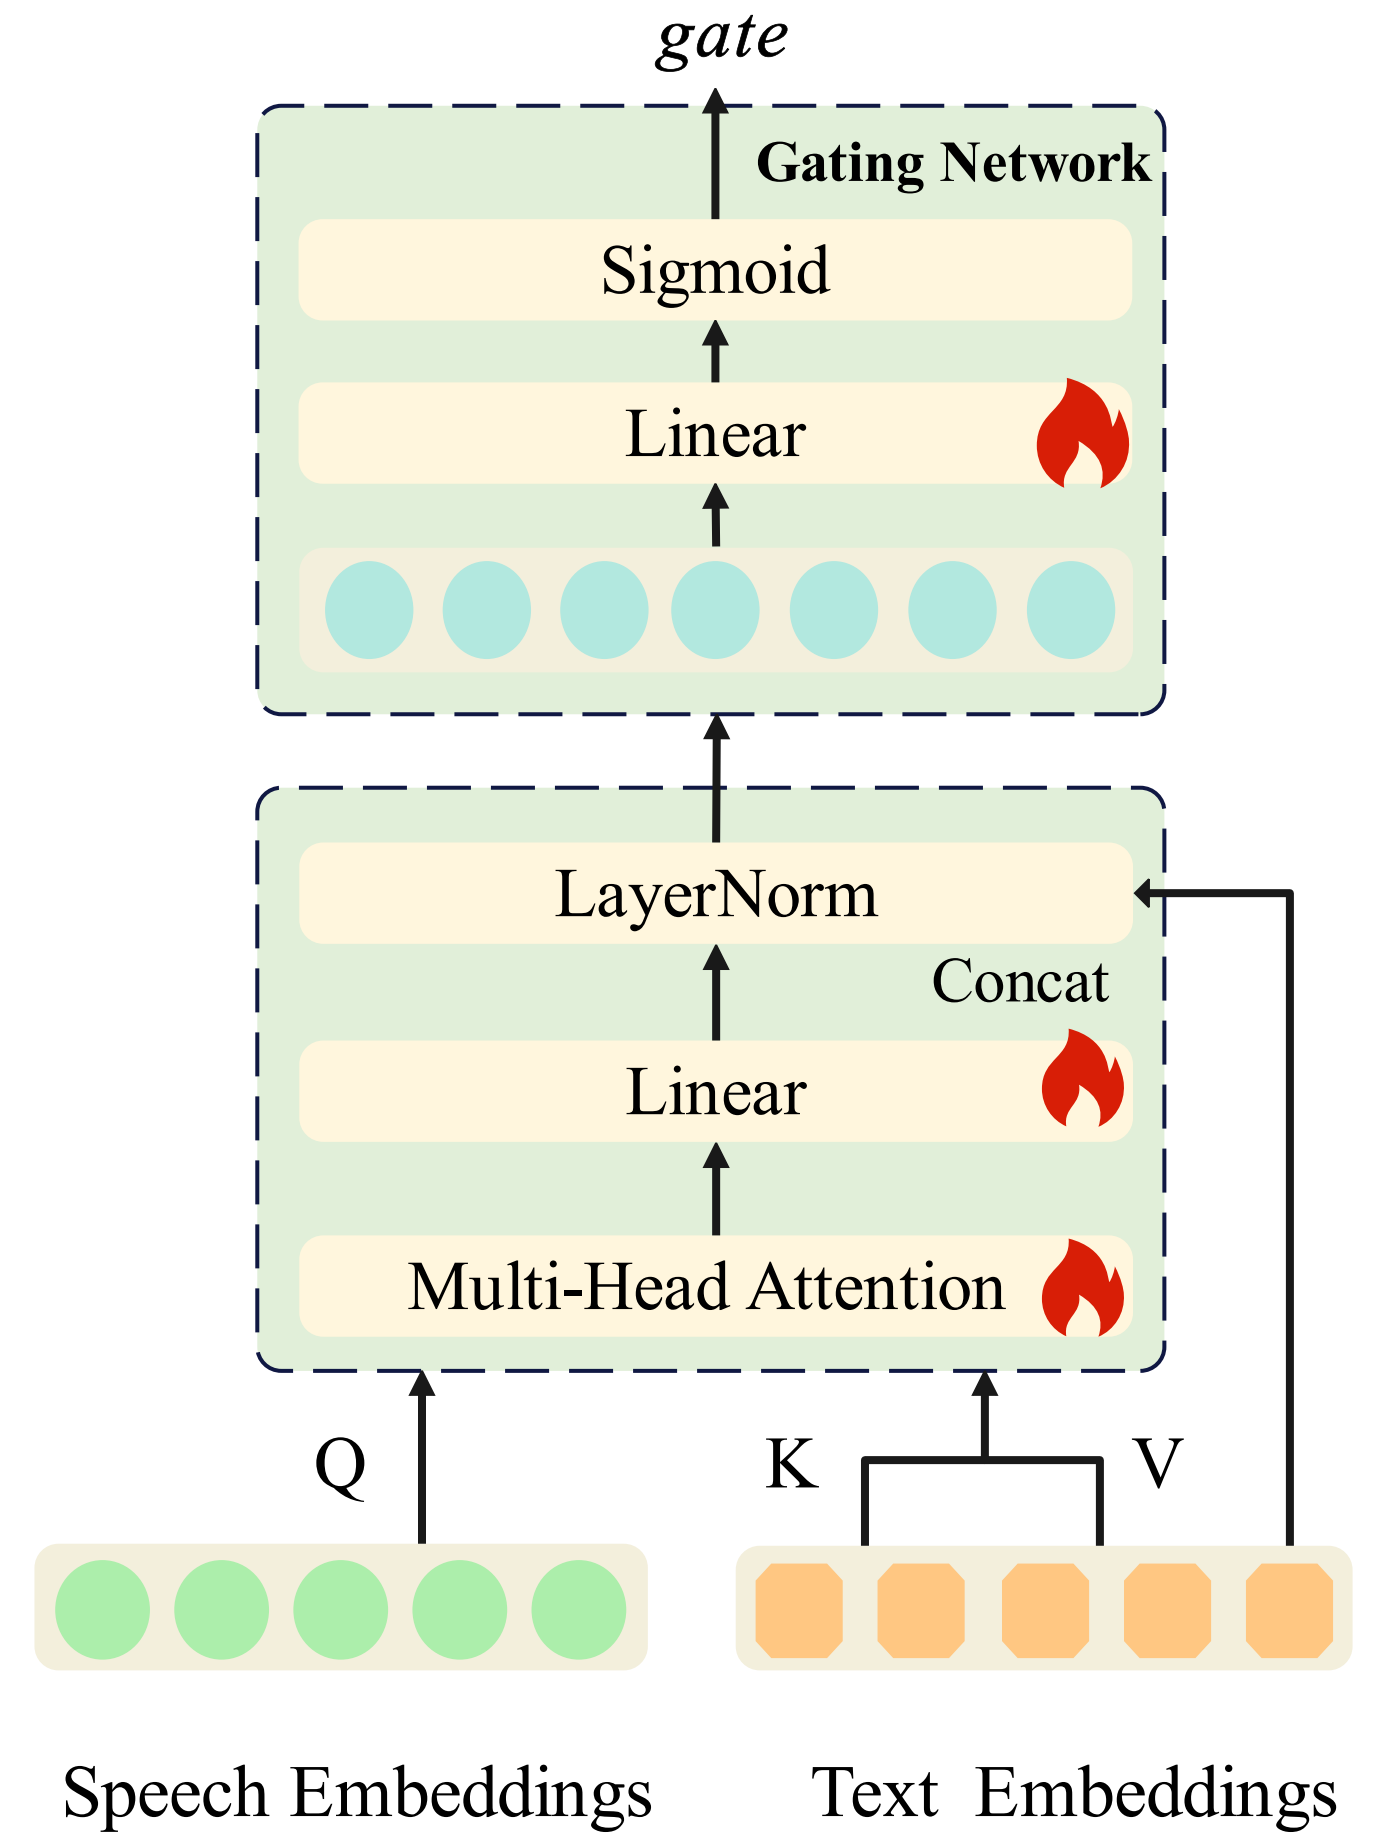 gate
Gating Network
Sigmoid
Linear
LayerNorm
Concat
Linear
Multi-Head Attention
Q
K
V
Speech Embeddings
Text Embeddings